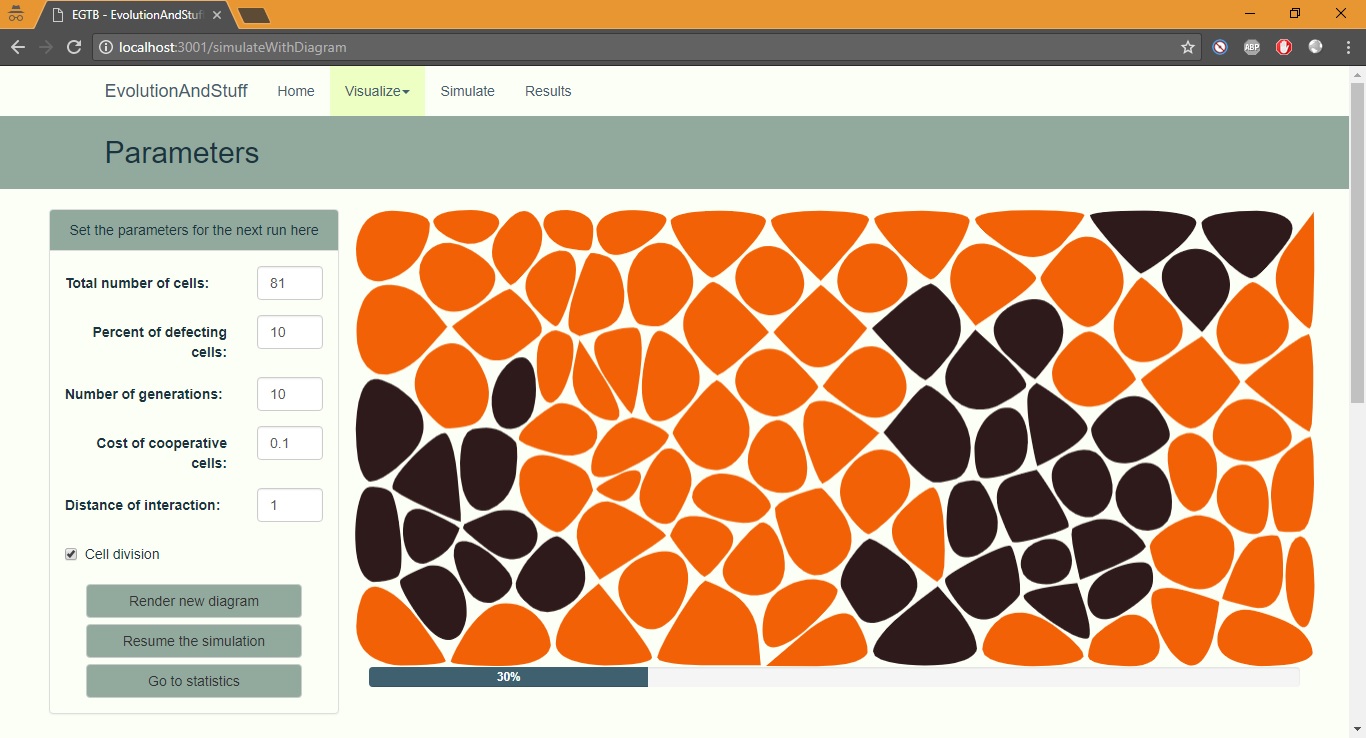 EGTB - EvolutionAndStuf
localhost:3001/simulateWithDiagram
ABP
EvolutionAndStuff Home Visualize Simulate Results
Parameters
Set the parameters for the next run here
Total number of cells: 81
Percent of defecting
cells: 10
Number of generations: 10
Cost of cooperative
cells: 0.1
Distance of interaction: 1
Cell division
Render new diagram
Resume the simulation
Go to statistics
30%